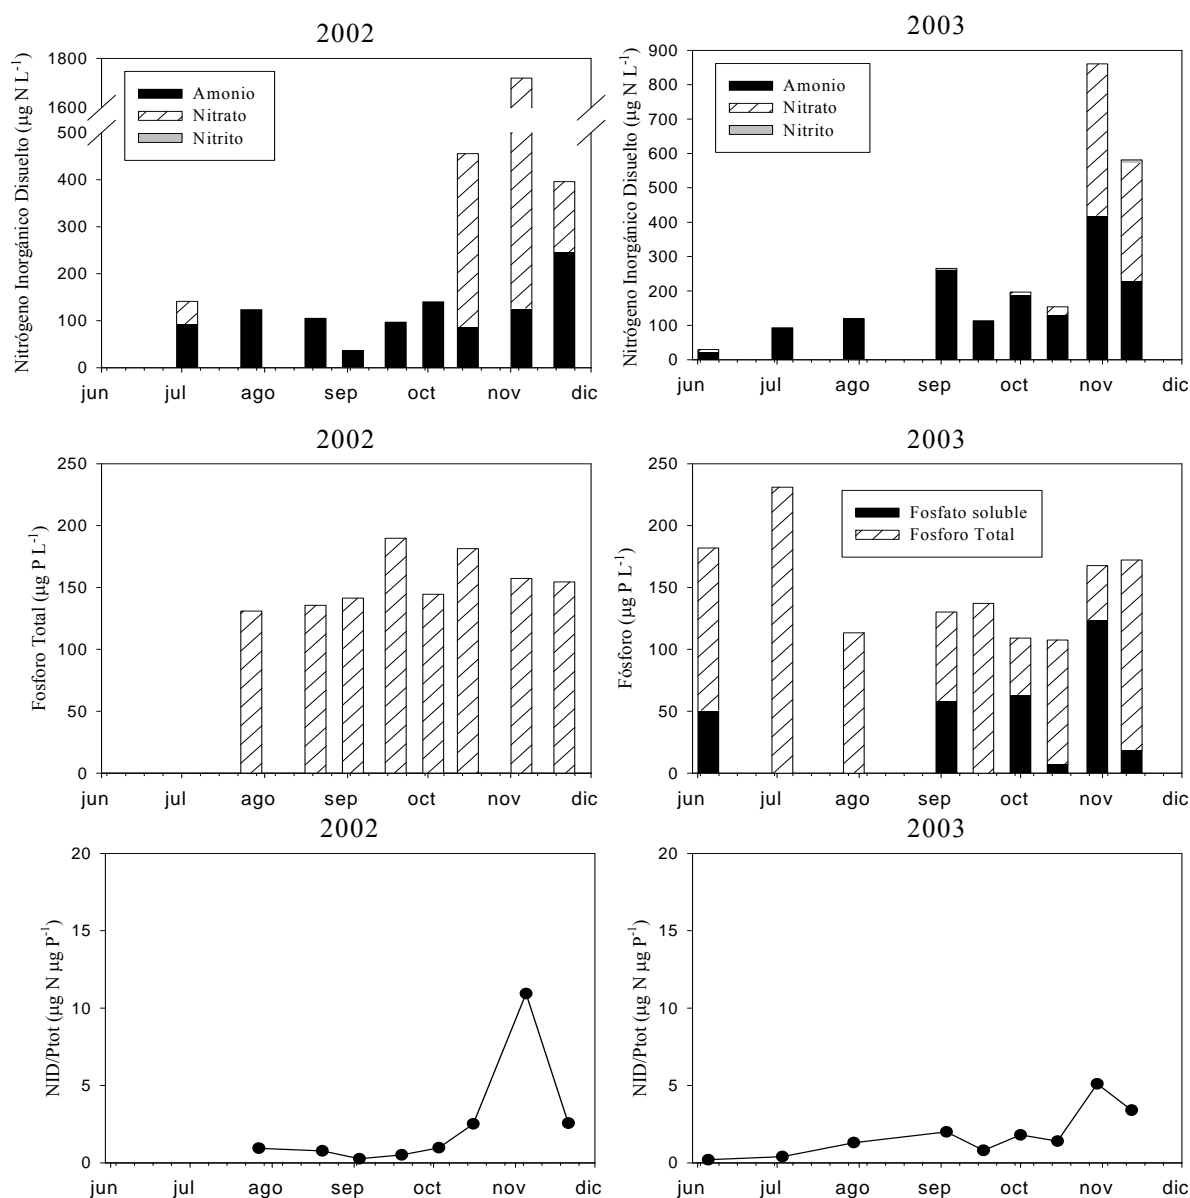 2002
Nitrógeno Inorgánico Disuelto (µg N L-1)
1800
1600
500
400
300
200
100
0
Amonio
Nitrato
Nitrito
jun jul ago sep oct nov dic
2003
Nitrógeno Inorgánico Disuelto (µg N L-1)
900
800
700
600
500
400
300
200
100
0
Amonio
Nitrato
Nitrito
jun jul ago sep oct nov dic
2002
Fosforo Total (µg P L-1)
250
200
150
100
50
0
jun jul ago sep oct nov dic
2003
Fósforo (µg P L-1)
250
200
150
100
50
0
Fosfato soluble
Fosforo Total
jun jul ago sep oct nov dic
2002
NID/Ptot (µg N µg P-1)
20
15
10
5
0
jun jul ago sep oct nov dic
2003
NID/Ptot (µg N µg P-1)
20
15
10
5
0
jun jul ago sep oct nov dic